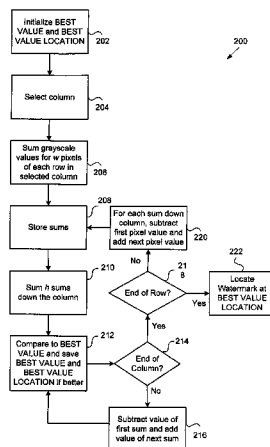 Initialize BEST
VALUE and BEST
VALUE LOCATION
202
200
Select column
204
Sum greyscale
values for w pixels
of each row in
selected column
206
208
Store sums
For each sum down
column, subtract
first pixel value and
add next pixel value
220
No
222
Locate
Watermark at
BEST VALUE
LOCATION
210
Sum h sums
down the column
21
8
End of Row?
Yes
212
Compare to BEST
VALUE and save
BEST VALUE and
BEST VALUE
LOCATION if better
Yes
214
End of
Column?
No
Subtract value of
first sum and add
value of next sum
216